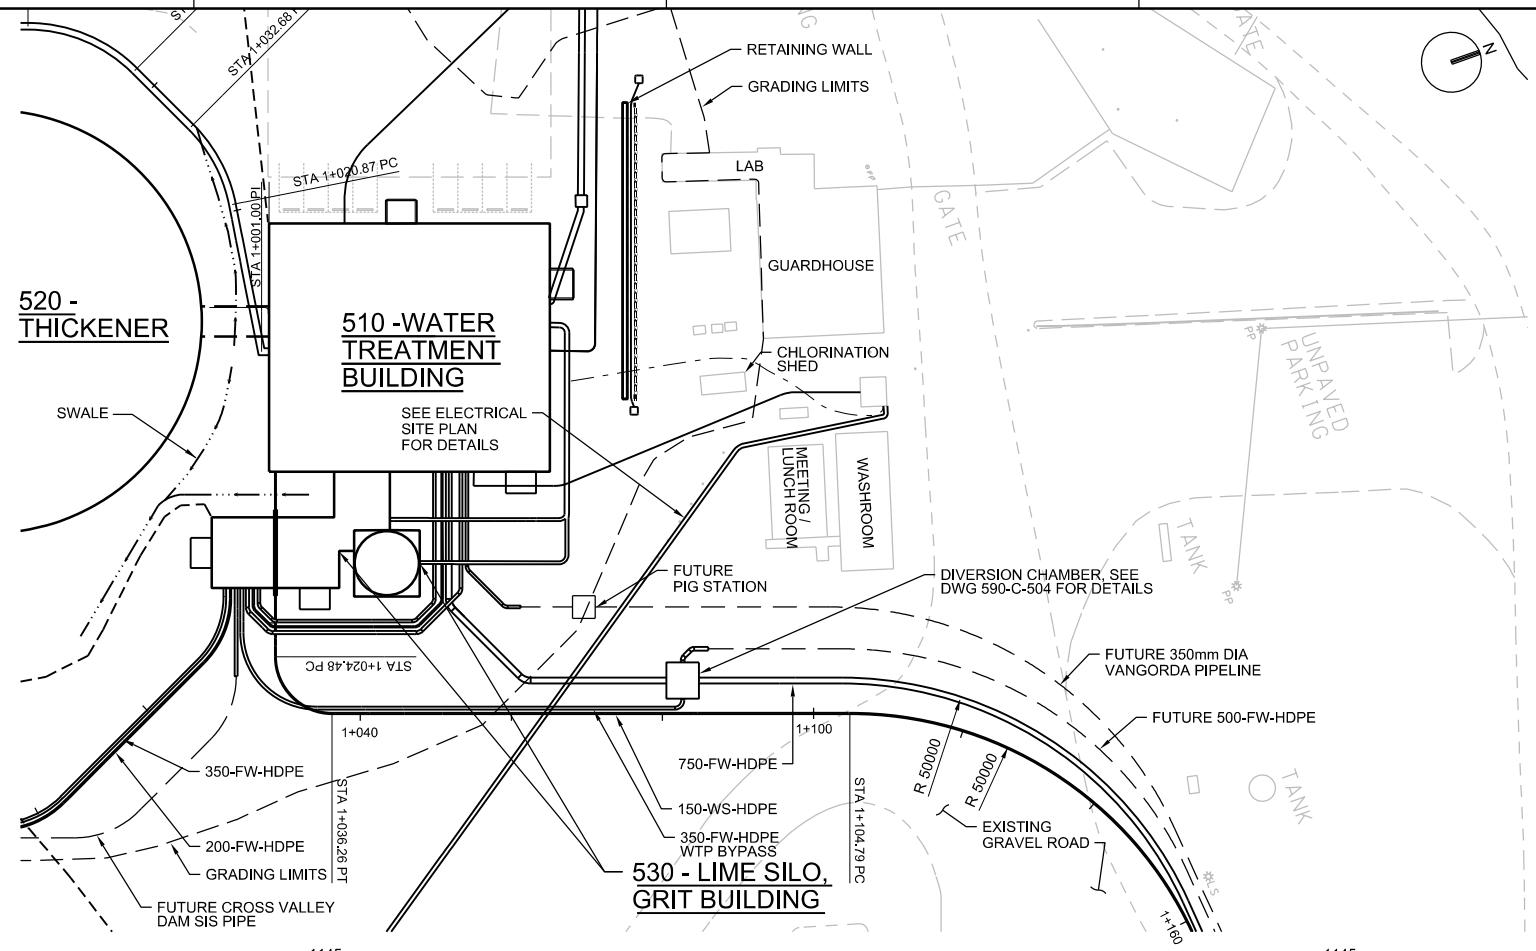 STA 1+032.68
RETAINING WALL
GRADING LIMITS
N
GATE
STA 1+020.87 PC
LAB
PP
STA 1+001.00 PI
GATE
GUARDHOUSE
520 -
THICKENER
510 -WATER
TREATMENT
BUILDING
CHLORINATION
SHED
PP
UNPAVED
PARKING
SWALE
SEE ELECTRICAL
SITE PLAN
FOR DETAILS
MEETING /
LUNCH ROOM
WASHROOM
TANK
FUTURE
PIG STATION
DIVERSION CHAMBER, SEE
DWG 590-C-504 FOR DETAILS
PP
STA 1+024.48 PC
FUTURE 350mm DIA
VANGORDA PIPELINE
FUTURE 500-FW-HDPE
1+040
1+100
350-FW-HDPE
750-FW-HDPE
R 50000
R 50000
TANK
STA 1+036.26 PT
150-WS-HDPE
STA 1+104.79 PC
200-FW-HDPE
350-FW-HDPE
WTP BYPASS
EXISTING
GRAVEL ROAD
GRADING LIMITS
530 - LIME SILO,
GRIT BUILDING
LS
FUTURE CROSS VALLEY
DAM SIS PIPE
1+160